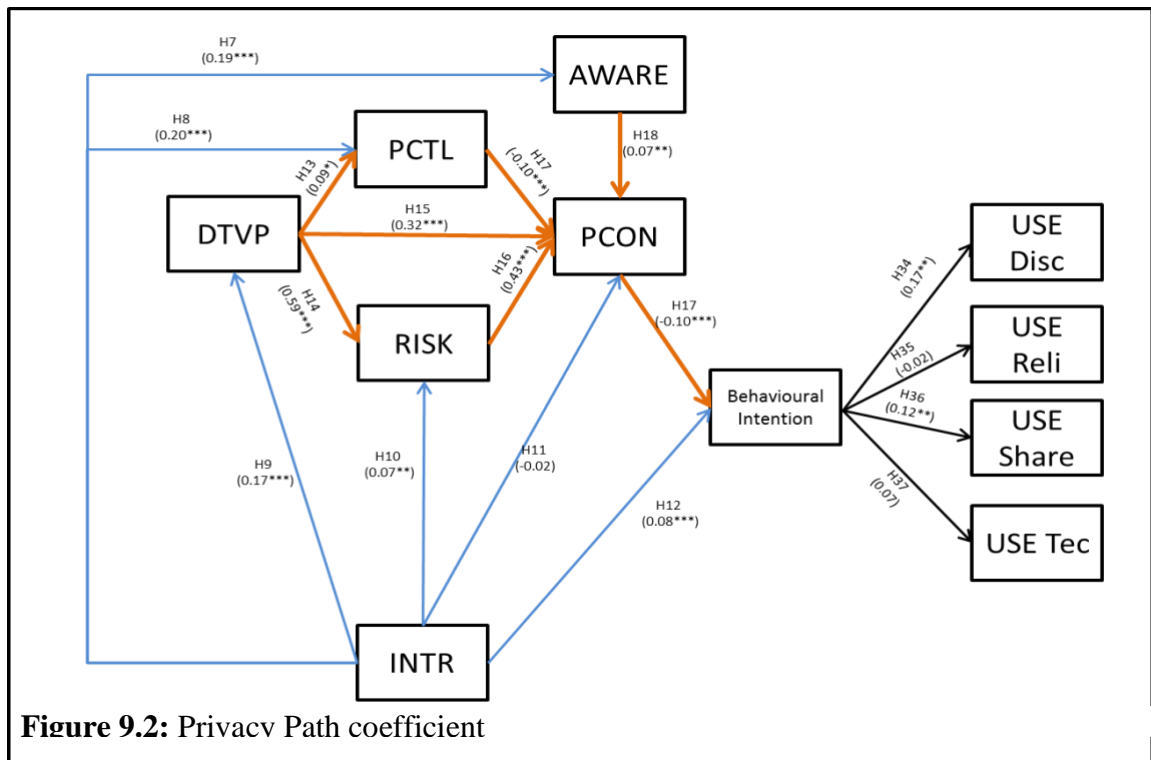 H7
(0.19***)
AWARE
H8
(0.20***)
PCTL
H18
(0.07**)
H13
(0.09*)
H17
(-0.10***)
DTVP
H15
(0.32***)
PCON
H14
(0.59***)
H16
(0.43***)
RISK
H17
(-0.10***)
USE
Disc
H34
(0.17**)
USE
Reli
H35
(-0.02)
Behavioural
Intention
H36
(0.12**)
USE
Share
H37
(0.07)
USE Tec
H9
(0.17***)
H10
(0.07**)
H11
(-0.02)
H12
(0.08***)
INTR
Figure 9.2: Privacy Path coefficient